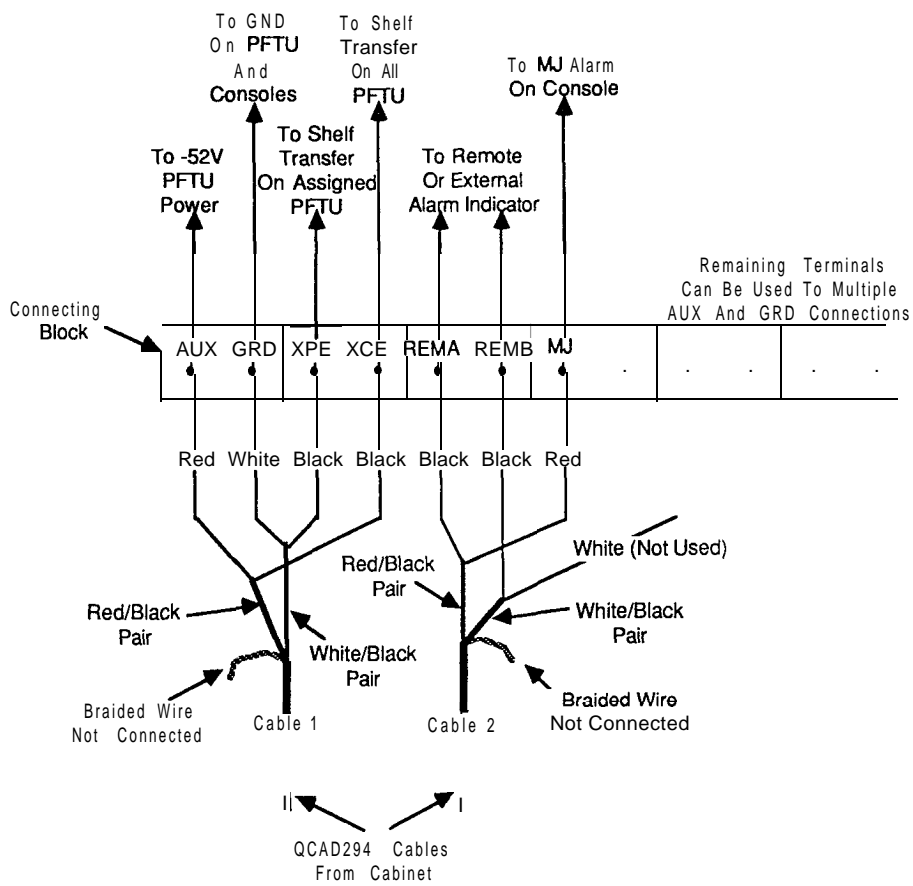 To GND
On PFTU
And
Consoles
To Shelf
Transfer
On All
PFTU
To MJ Alarm
On Console
To -52V
PFTU
Power
To Shelf
Transfer
On Assigned
PFTU
To Remote
Or External
Alarm Indicator
Remaining Terminals
Can Be Used To Multiple
AUX And GRD Connections
Connecting
Block
AUX GRD XPE XCE REMA REMB MJ
Red White Black Black Black Black Red
White (Not Used)
Red/Black
Pair
Red/Black
Pair
White/Black
Pair
White/Black
Pair
Braided Wire
Not Connected
Cable 1
Cable 2
Braided Wire
Not Connected
QCAD294 Cables
From Cabinet